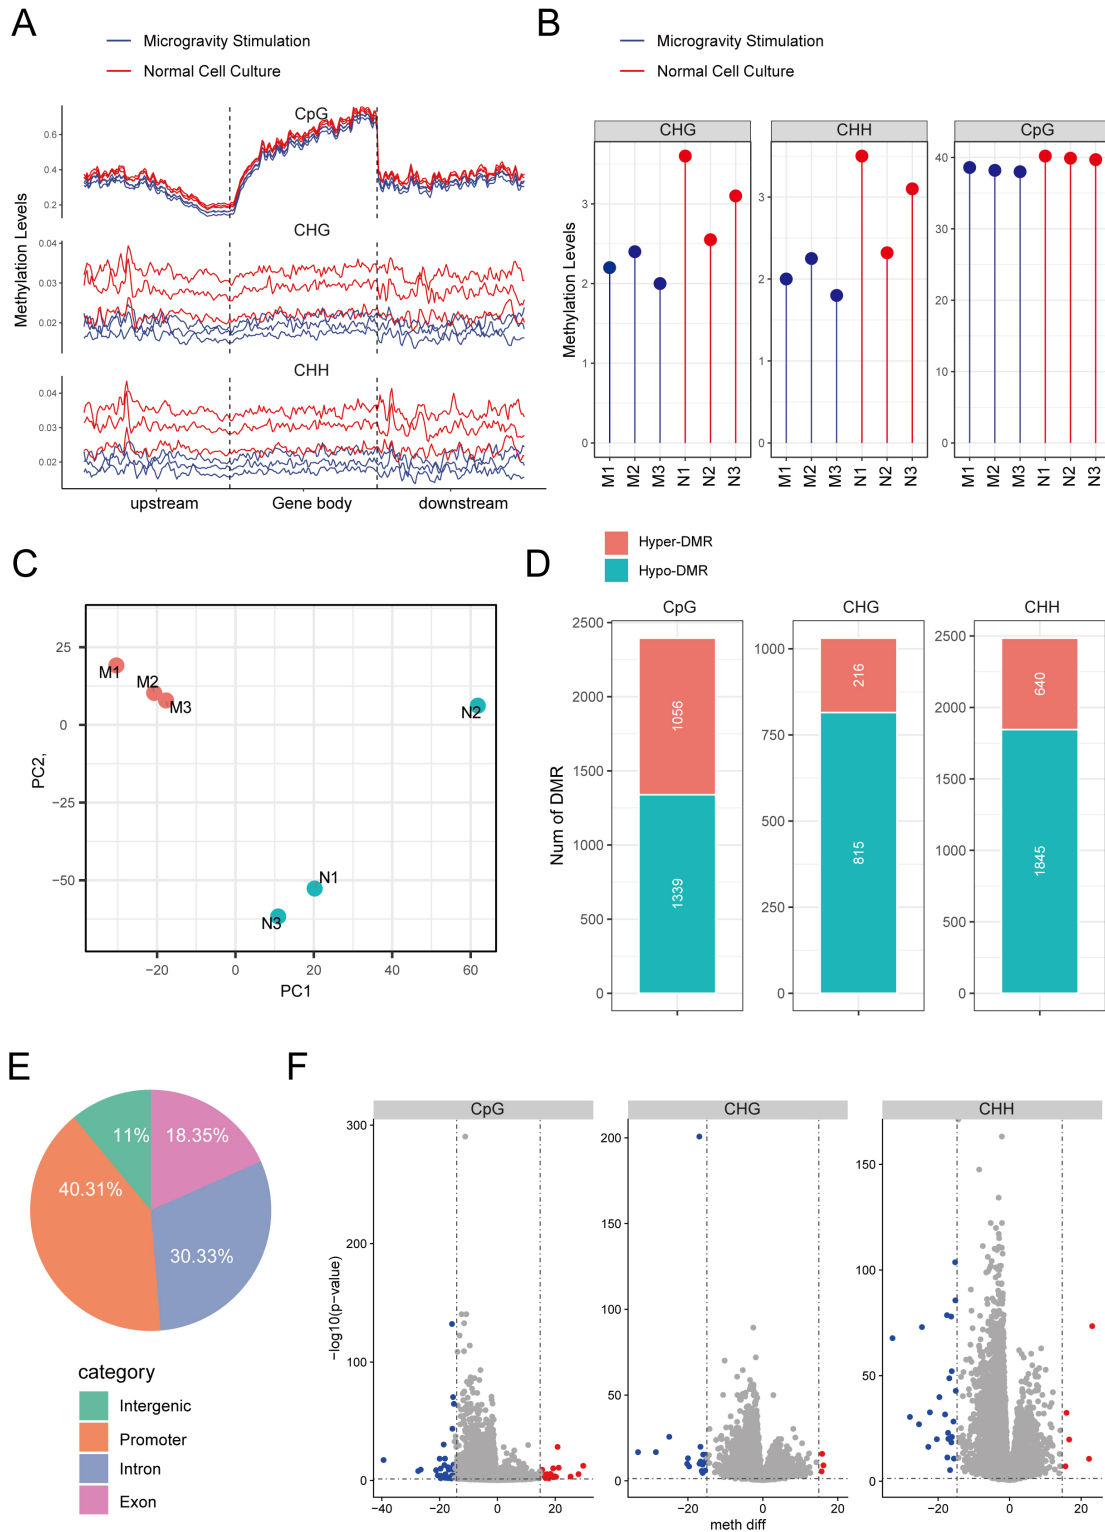 A
Microgravity Stimulation
Normal Cell Culture
CpG
0.6
0.4
0.2
CHG
0.04
0.03
0.02
CHH
0.04
0.03
0.02
Methylation Levels
upstream
Gene body
downstream
B
Microgravity Stimulation
Normal Cell Culture
CHG
CHH
CpG
Methylation Levels
3
2
1
0
3
2
1
0
40
30
20
10
0
M1 M2 M3 N1 N2 N3
M1 M2 M3 N1 N2 N3
M1 M2 M3 N1 N2 N3
C
PC2,
25
0
−25
−50
M1
M2
M3
N2
N1
N3
−20 0 20 40 60
PC1
D
Hyper-DMR
Hypo-DMR
CpG
CHG
CHH
Num of DMR
2500
2000
1500
1000
500
0
1056
1339
1000
750
500
250
0
216
815
2500
2000
1500
1000
500
0
640
1845
E
11%
18.35%
40.31%
30.33%
category
Intergenic
Promoter
Intron
Exon
F
CpG
CHG
CHH
−log10(p−value)
300
200
100
0
200
150
100
50
0
150
100
50
0
−40 −20 0 20
−20 0 20
−20 0 20
meth diff